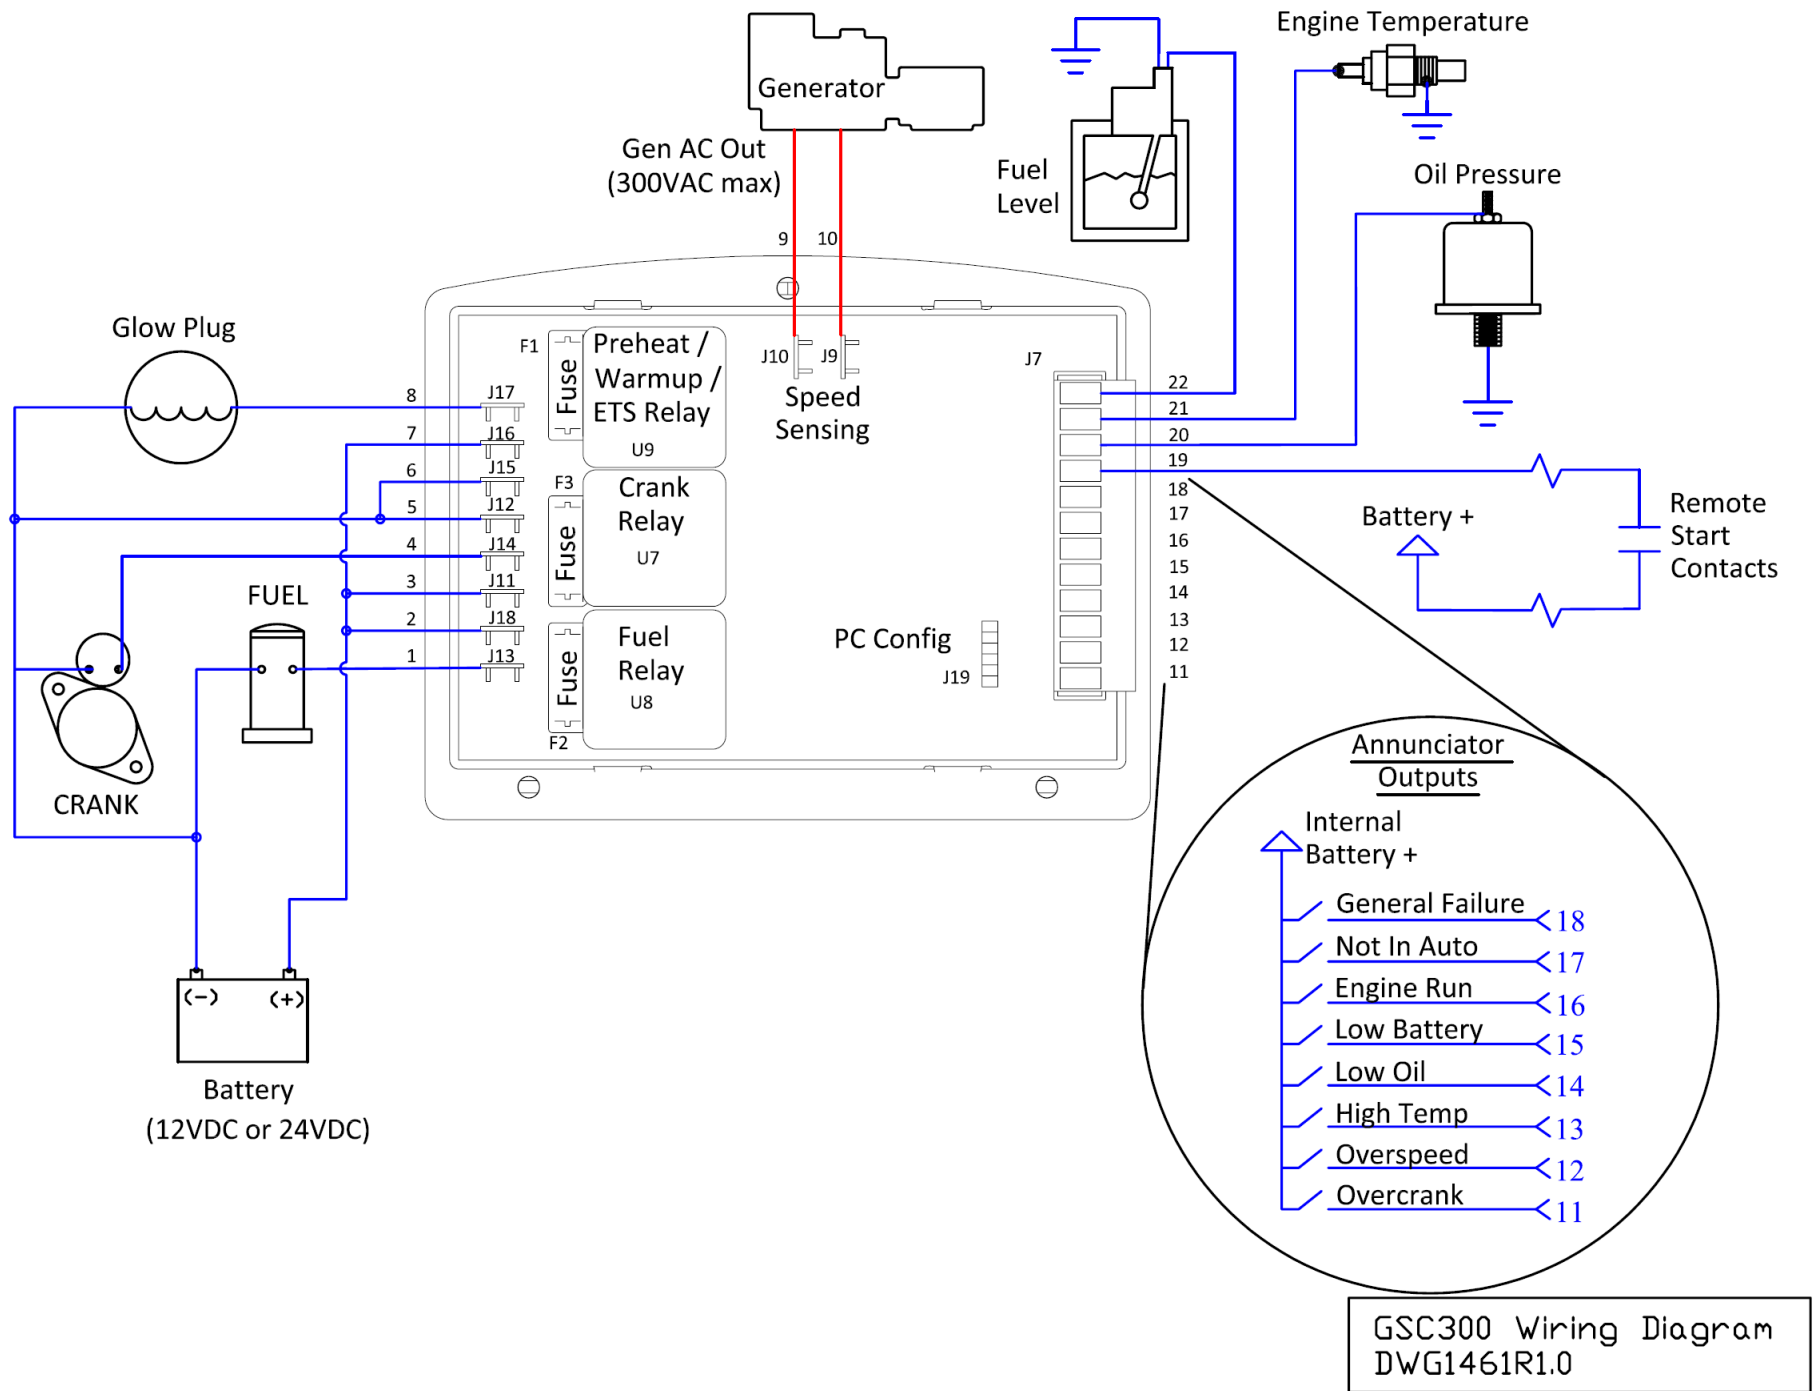 Engine Temperature
Generator
Gen AC Out
(300VAC max)
Fuel
Level
Oil Pressure
9
10
Glow Plug
8
7
6
5
4
3
2
1
J17
J16
J15
J12
J14
J11
J18
J13
F1
Fuse
Preheat /
Warmup /
ETS Relay
U9
F3
Fuse
Crank
Relay
U7
Fuse
F2
Fuel
Relay
U8
J10
J9
Speed
Sensing
J7
PC Config
J19
22
21
20
19
18
17
16
15
14
13
12
11
Battery +
Remote
Start
Contacts
FUEL
CRANK
(-)
(+)
Battery
(12VDC or 24VDC)
Annunciator
Outputs
Internal
Battery +
General Failure 18
Not In Auto 17
Engine Run 16
Low Battery 15
Low Oil 14
High Temp 13
Overspeed 12
Overcrank 11
GSC300 Wiring Diagram
DWG1461R1.0